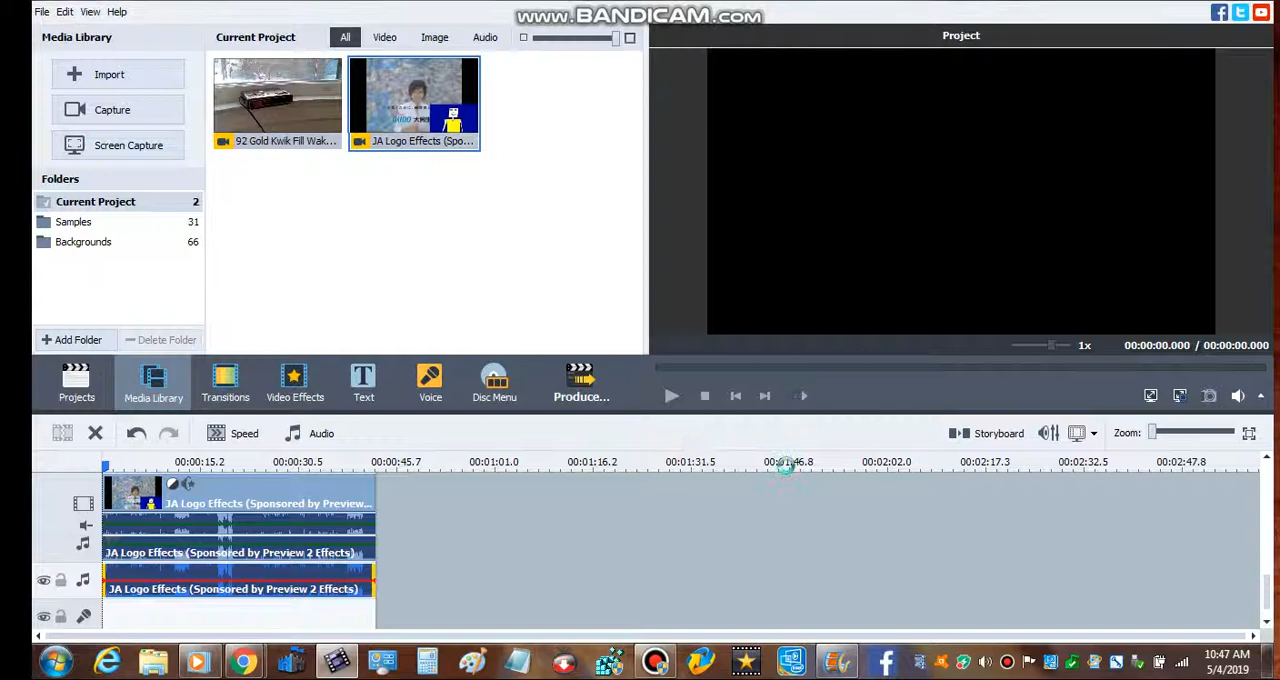 File Edit View Help
www.BANDICAM.com
Media Library
Current Project
All Video Image Audio
Project
Import
Capture
Screen Capture
92 Gold Kwik Fill Wak...
JA Logo Effects (Spo...
Folders
Current Project 2
Samples 31
Backgrounds 66
Add Folder
Delete Folder
1x
00:00:00.000 / 00:00:00.000
Projects
Media Library
Transitions
Video Effects
Text
Voice
Disc Menu
Produce...
Speed
Audio
Storyboard
Zoom:
00:00:15.2 00:00:30.5 00:00:45.7 00:01:01.0 00:01:16.2 00:01:31.5 00:01:46.8 00:02:02.0 00:02:17.3 00:02:32.5 00:02:47.8
JA Logo Effects (Sponsored by Preview...
JA Logo Effects (Sponsored by Preview 2 Effects)
JA Logo Effects (Sponsored by Preview 2 Effects)
10:47 AM
5/4/2019